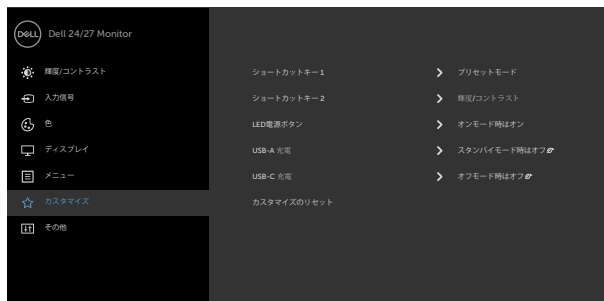 DELL Dell 24/27 Monitor
輝度/コントラスト
入力信号
色
ディスプレイ
メニュー
カスタマイズ
その他
ショートカットキー 1 プリセットモード
ショートカットキー 2 輝度/コントラスト
LED電源ボタン オンモード時はオン
USB-A 充電 スタンバイモード時はオフ
USB-C 充電 オフモード時はオフ
カスタマイズのリセット